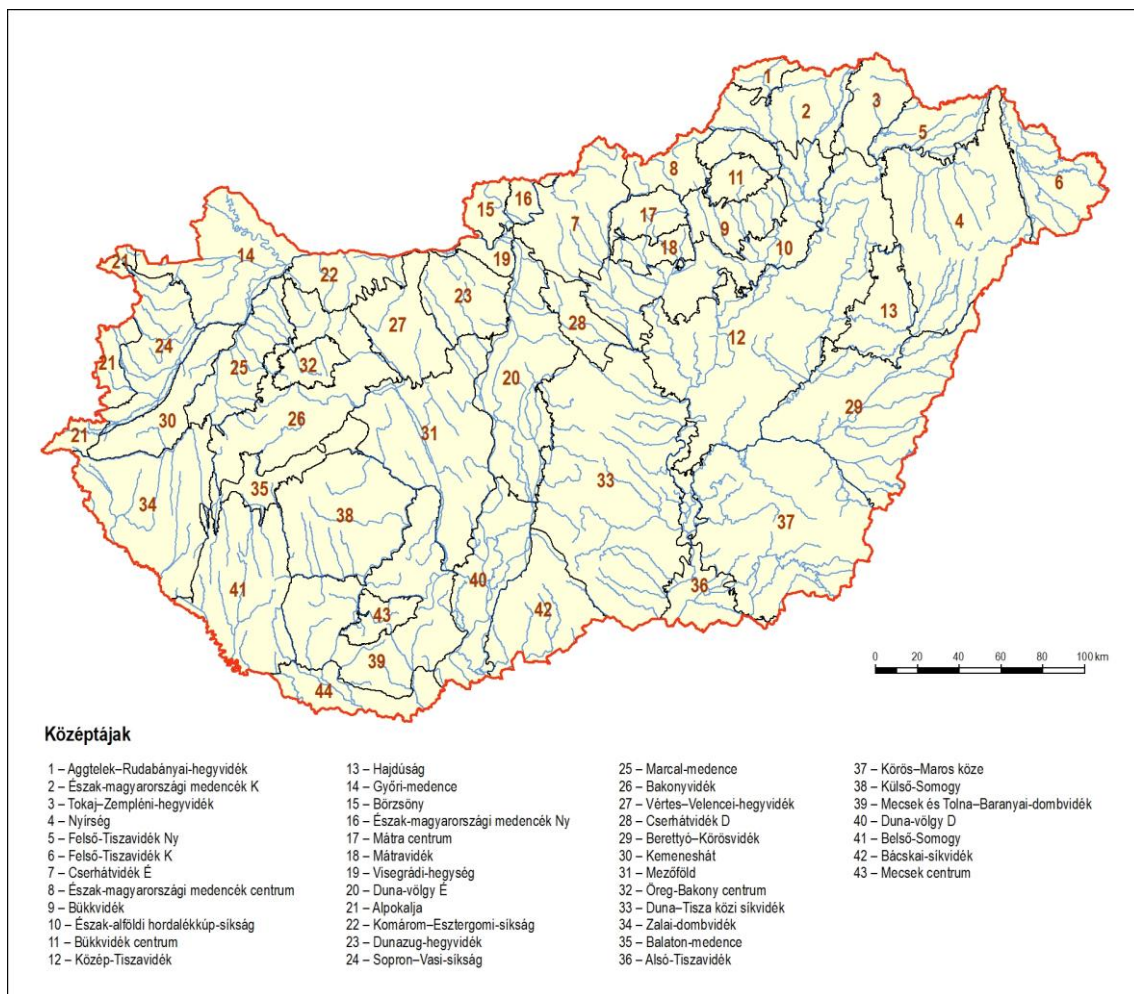 1
2
3
5
6
8
11
4
16
15
17
7
9
18
10
19
21
14
22
23
13
27
28
12
24
21
25
32
20
29
26
30
31
21
33
35
34
38
37
40
36
41
43
42
39
44
0 20 40 60 80 100 km
Középtájak
1 – Aggtelek–Rudabányai-hegyvidék
2 – Észak-magyarországi medencék K
3 – Tokaj–Zempléni-hegyvidék
4 – Nyírség
5 – Felső-Tiszavidék Ny
6 – Felső-Tiszavidék K
7 – Cserhátvidék É
8 – Észak-magyarországi medencék centrum
9 – Bükkvidék
10 – Észak-alföldi hordalékkúp-síkság
11 – Bükkvidék centrum
12 – Közép-Tiszavidék
13 – Hajdúság
14 – Győri-medence
15 – Börzsöny
16 – Észak-magyarországi medencék Ny
17 – Mátra centrum
18 – Mátravidék
19 – Visegrádi-hegység
20 – Duna-völgy É
21 – Alpokalja
22 – Komárom–Esztergomi-síkság
23 – Dunazug-hegyvidék
24 – Sopron–Vasi-síkság
25 – Marcal-medence
26 – Bakonyvidék
27 – Vértes–Velencei-hegyvidék
28 – Cserhátvidék D
29 – Berettyó–Körösvidék
30 – Kemeneshát
31 – Mezőföld
32 – Öreg-Bakony centrum
33 – Duna–Tisza közi síkvidék
34 – Zalai-dombvidék
35 – Balaton-medence
36 – Alsó-Tiszavidék
37 – Körös–Maros köze
38 – Külső-Somogy
39 – Mecsek és Tolna–Baranyai-dombvidék
40 – Duna-völgy D
41 – Belső-Somogy
42 – Bácskai-síkvidék
43 – Mecsek centrum